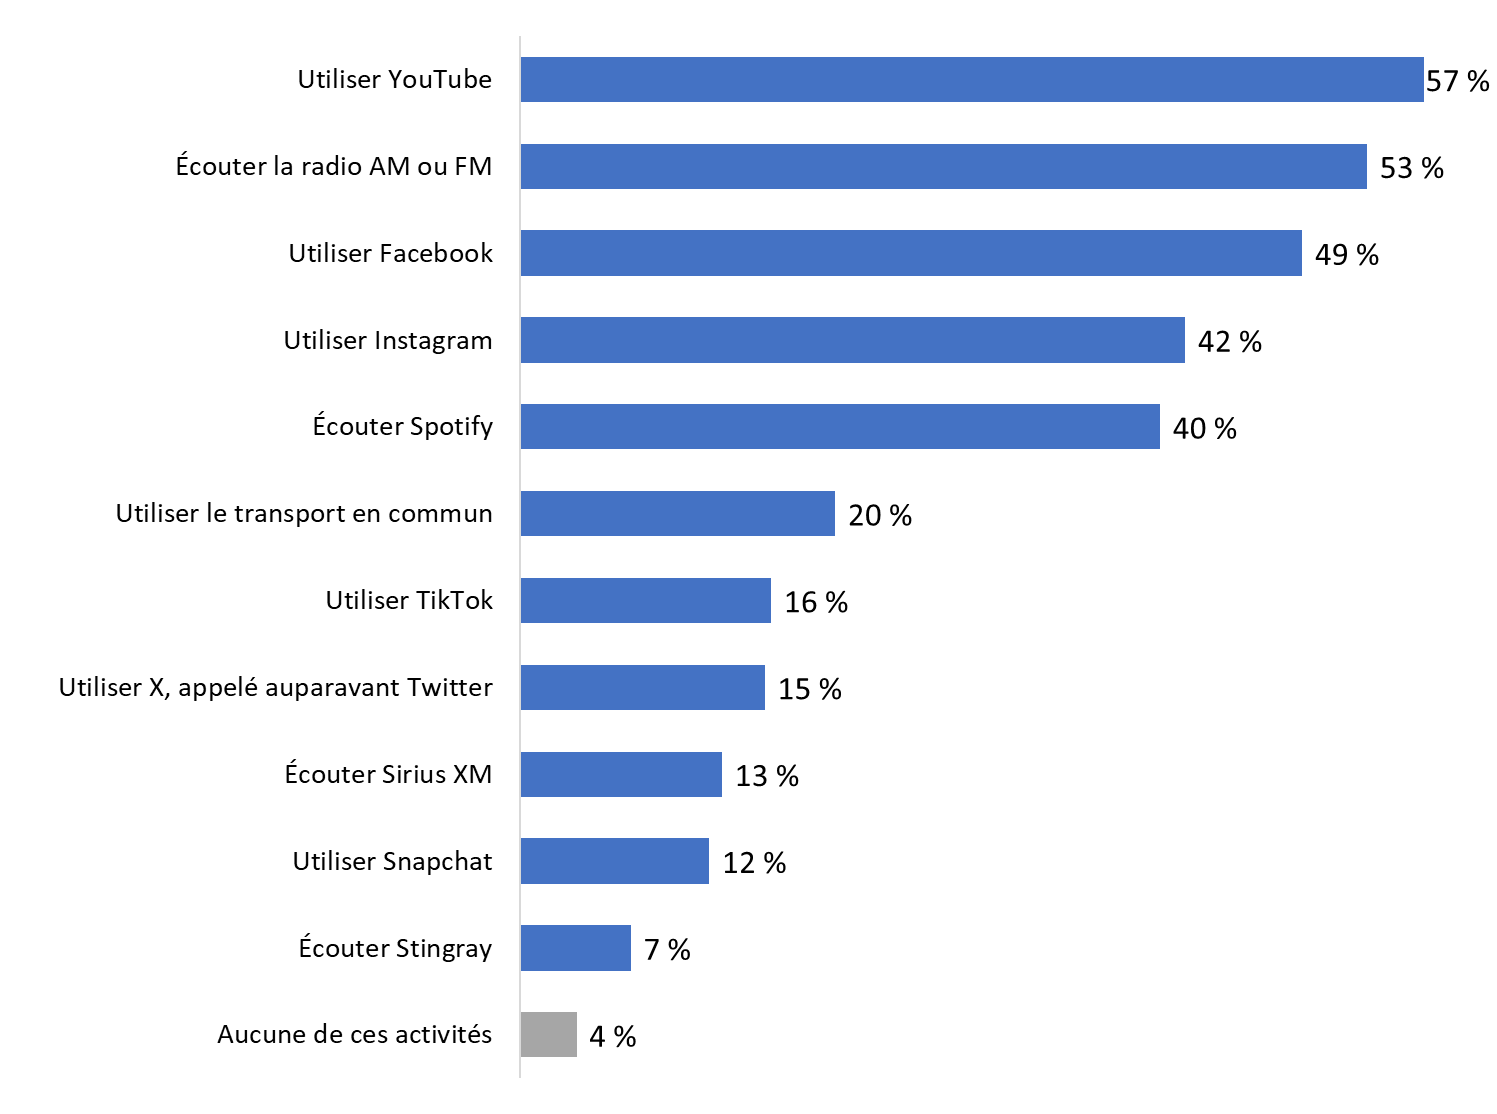 Utiliser YouTube 57 %
Écouter la radio AM ou FM 53 %
Utiliser Facebook 49 %
Utiliser Instagram 42 %
Écouter Spotify 40 %
Utiliser le transport en commun 20 %
Utiliser TikTok 16 %
Utiliser X, appelé auparavant Twitter 15 %
Écouter Sirius XM 13 %
Utiliser Snapchat 12 %
Écouter Stingray 7 %
Aucune de ces activités 4 %